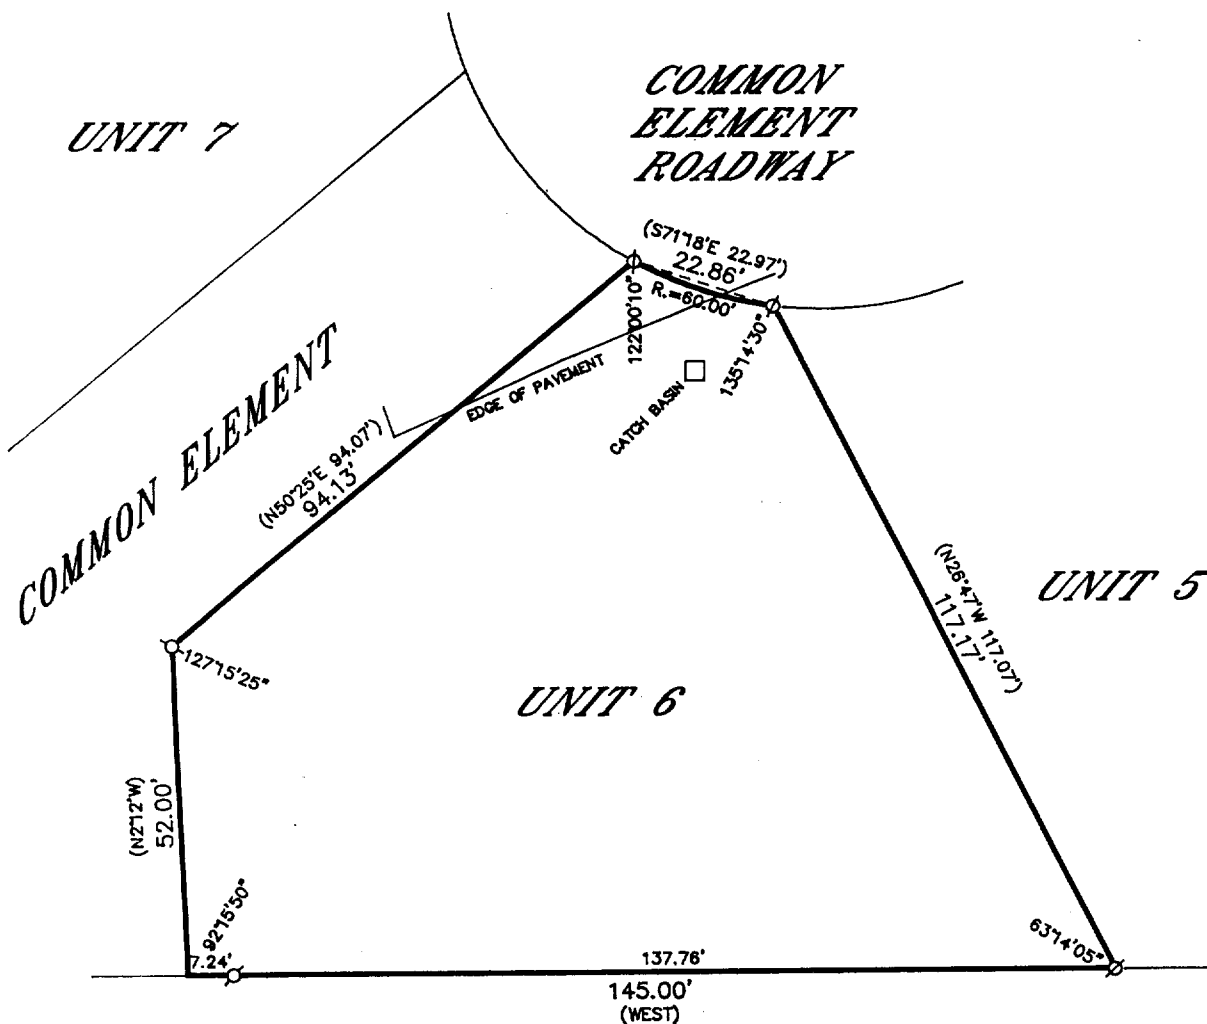 COMMON
ELEMENT
ROADWAY
UNIT 7
(S71°18'E 22.97')
22.86'
R.=60.00'
122°00'10"
135°14'30"
EDGE OF PAVEMENT
CATCH BASIN
COMMON ELEMENT
(N50°25'E 94.07')
94.13'
(N26°47'W 117.07')
117.17'
UNIT 5
127°15'25"
UNIT 6
(N2°12'W)
52.00'
92°15'50"
7.24'
137.76'
63°14'05"
145.00'
(WEST)